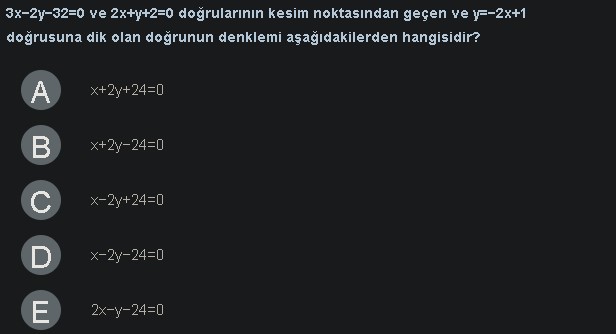 3x-2y-32=0 ve 2x+y+2=0 doğrularının kesim noktasından geçen ve y=-2x+1
doğrusuna dik olan doğrunun denklemi aşağıdakilerden hangisidir?
A x+2y+24=0
B x+2y-24=0
C x-2y+24=0
D x-2y-24=0
E 2x-y-24=0